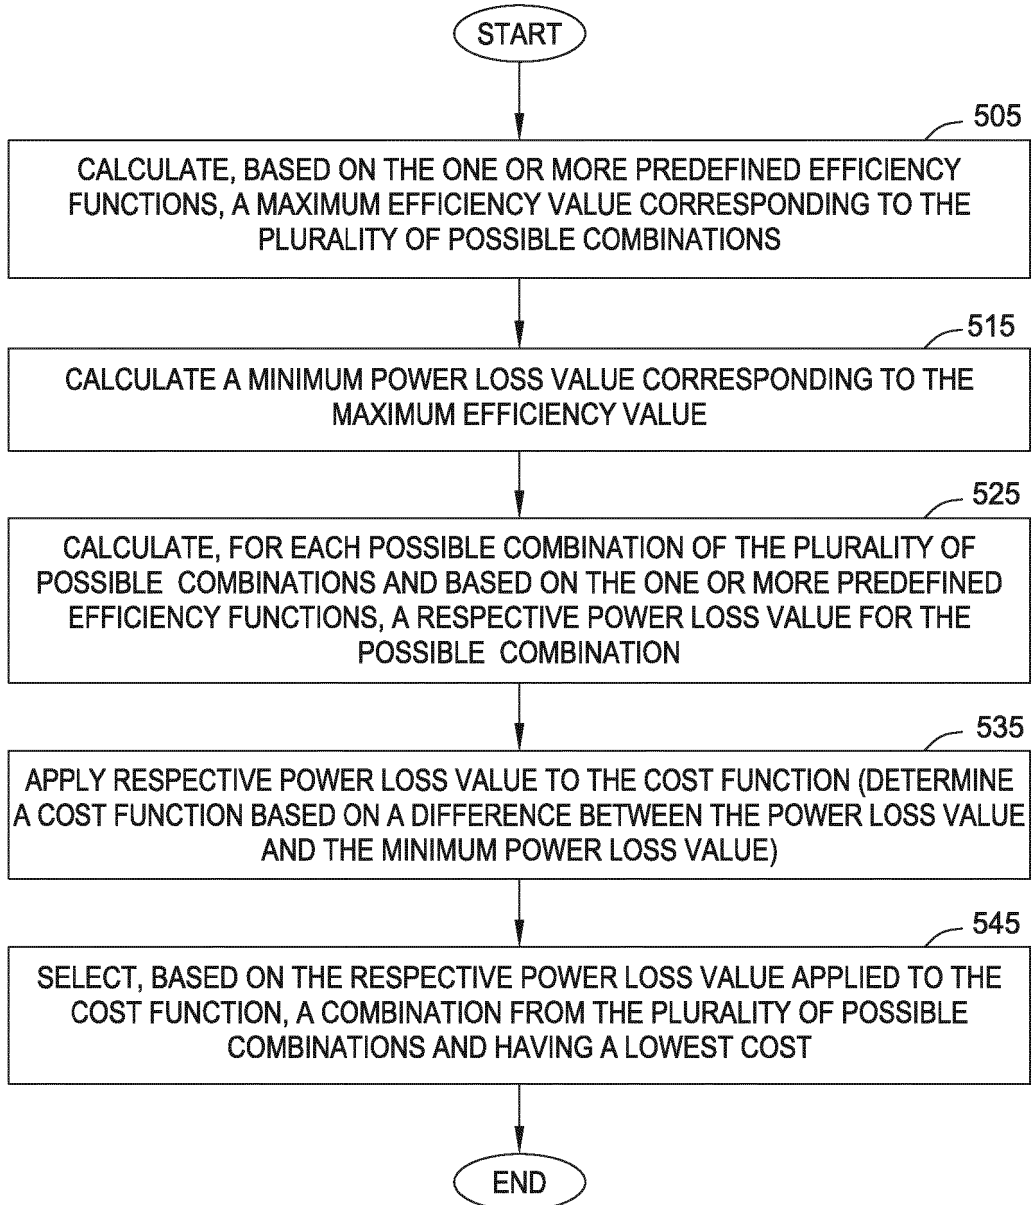 START
505
CALCULATE, BASED ON THE ONE OR MORE PREDEFINED EFFICIENCY
FUNCTIONS, A MAXIMUM EFFICIENCY VALUE CORRESPONDING TO THE
PLURALITY OF POSSIBLE COMBINATIONS
515
CALCULATE A MINIMUM POWER LOSS VALUE CORRESPONDING TO THE
MAXIMUM EFFICIENCY VALUE
525
CALCULATE, FOR EACH POSSIBLE COMBINATION OF THE PLURALITY OF
POSSIBLE COMBINATIONS AND BASED ON THE ONE OR MORE PREDEFINED
EFFICIENCY FUNCTIONS, A RESPECTIVE POWER LOSS VALUE FOR THE
POSSIBLE COMBINATION
535
APPLY RESPECTIVE POWER LOSS VALUE TO THE COST FUNCTION (DETERMINE
A COST FUNCTION BASED ON A DIFFERENCE BETWEEN THE POWER LOSS VALUE
AND THE MINIMUM POWER LOSS VALUE)
545
SELECT, BASED ON THE RESPECTIVE POWER LOSS VALUE APPLIED TO THE
COST FUNCTION, A COMBINATION FROM THE PLURALITY OF POSSIBLE
COMBINATIONS AND HAVING A LOWEST COST
END